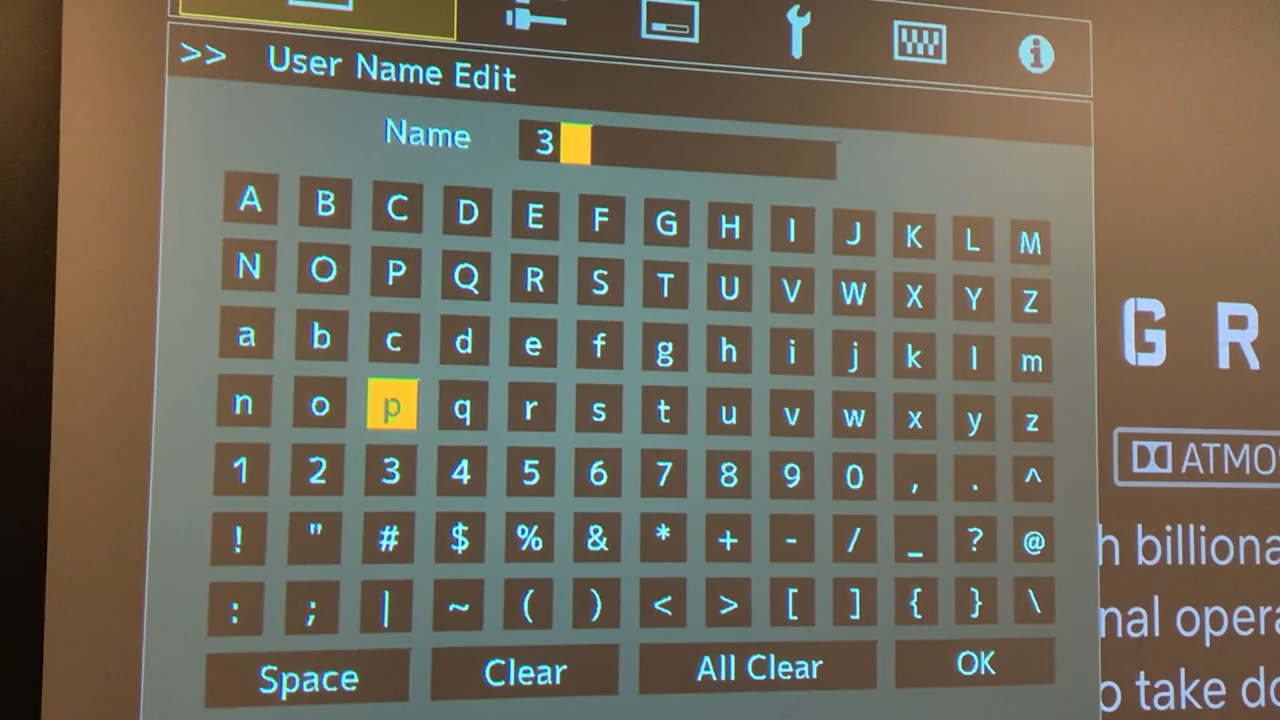 >> User Name Edit
Name 3
A B C D E F G H I J K L M
N O P Q R S T U V W X Y Z
a b c d e f g h i j k l m
n o p q r s t u v w x y z
1 2 3 4 5 6 7 8 9 0 , . ^
! " # $ % & * + - / _ ? @
: ; | ~ ( ) < > [ ] { } \
Space Clear All Clear OK
G R
ATMO
h billiona
nal opera
o take do